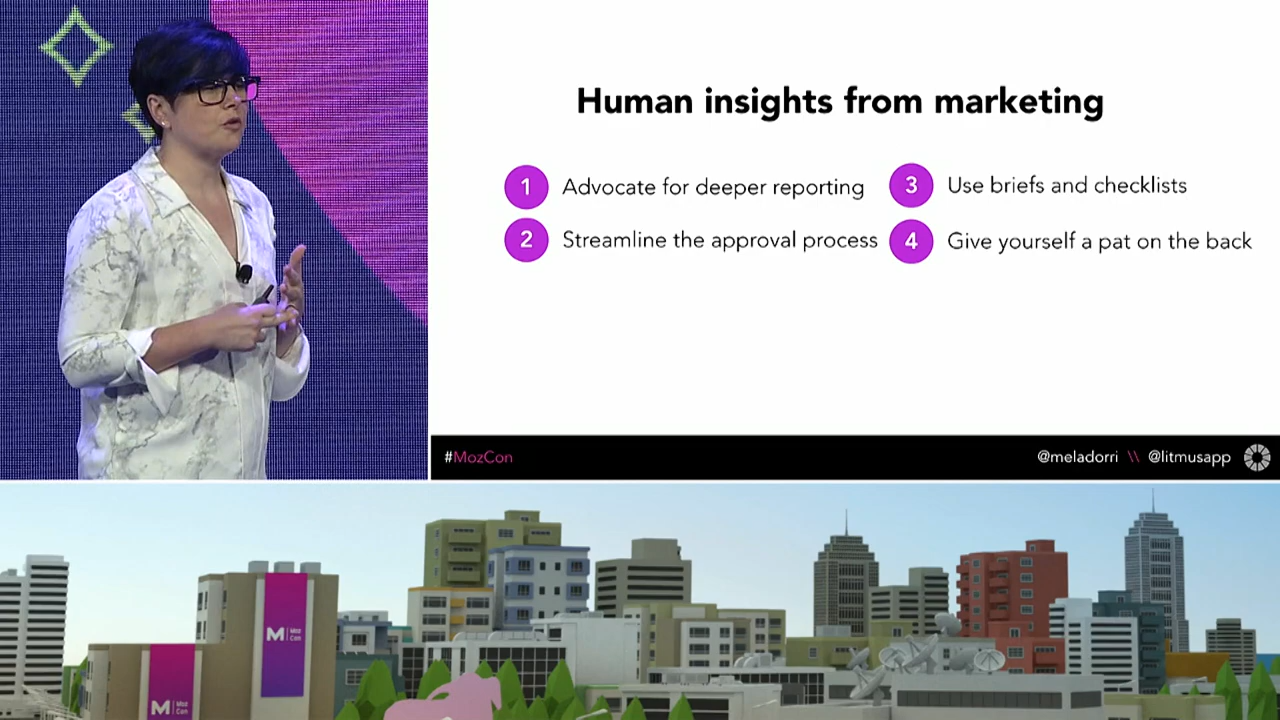 Human insights from marketing
1 Advocate for deeper reporting
2 Streamline the approval process
3 Use briefs and checklists
4 Give yourself a pat on the back
#MozCon
@meladorri \\ @litmusapp
M | Moz Con
M | Moz Con